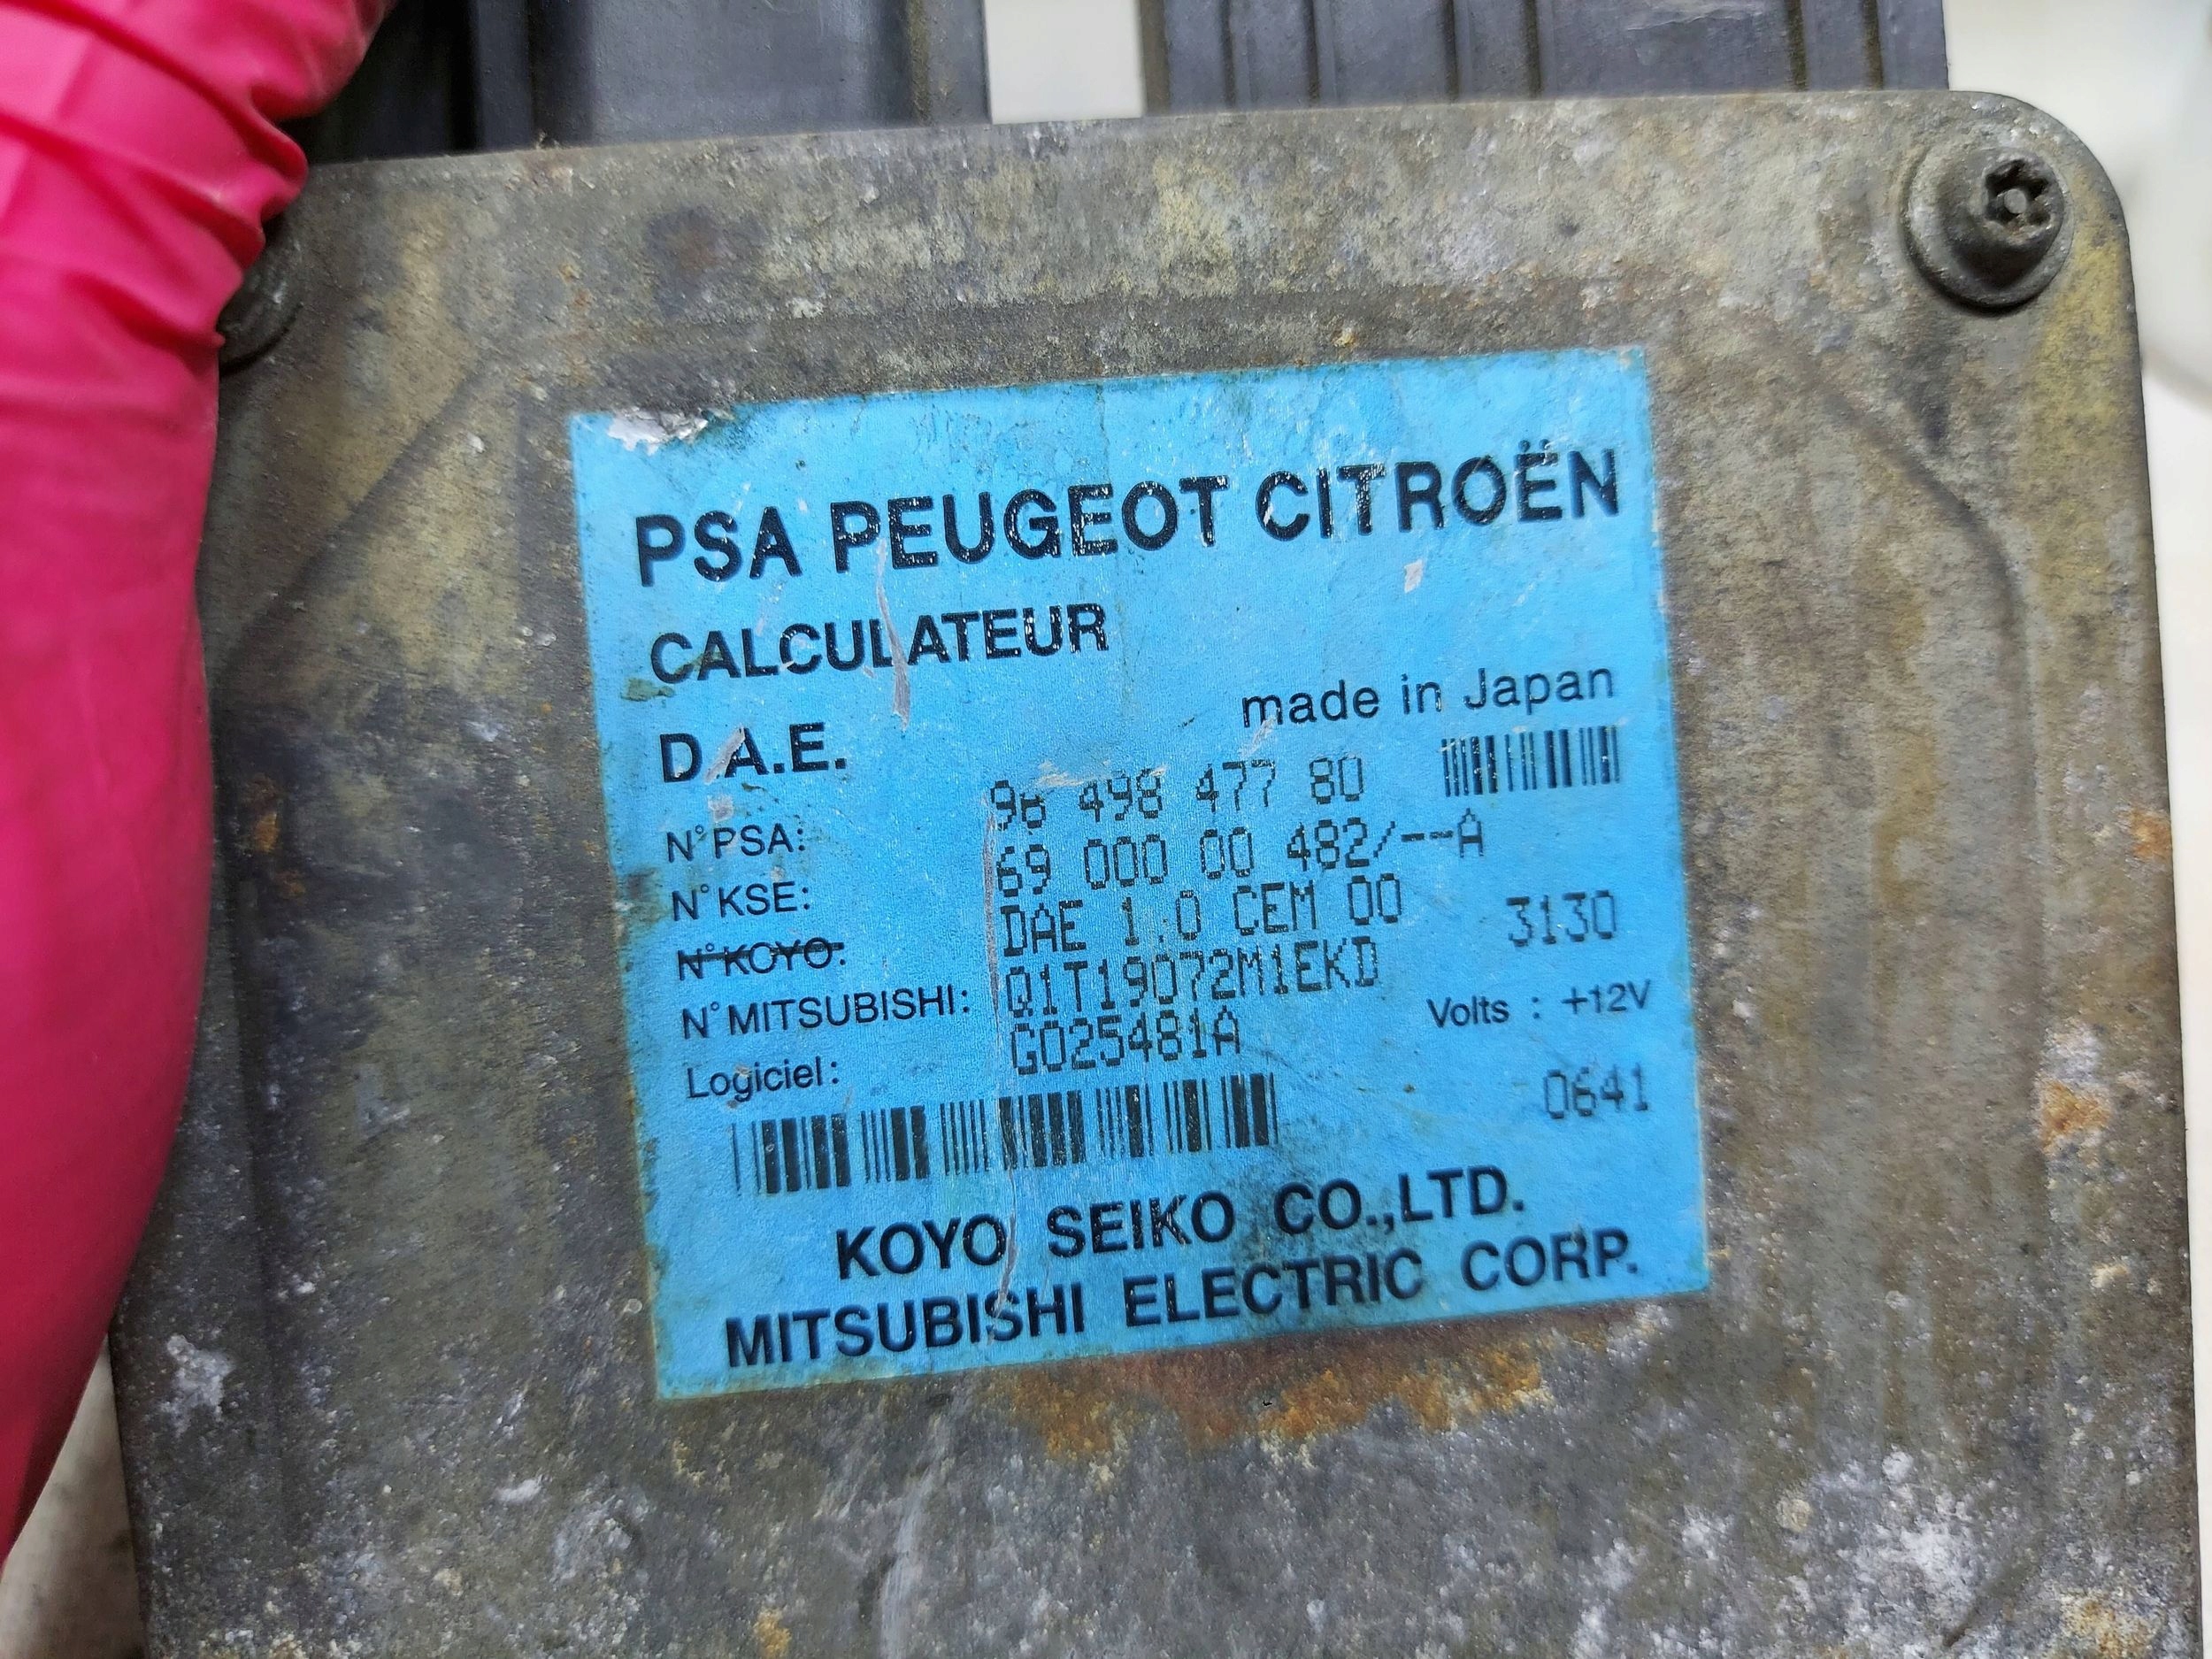 PSA PEUGEOT CITROËN
CALCULATEUR
made in Japan
D.A.E.
N°PSA: 96 498 477 80
N°KSE: 69 000 00 482/--A
N°KOYO: DAE 1.0 CEM 00 3130
N°MITSUBISHI: Q1T19072M1EKD
Volts : +12V
Logiciel: G025481A
0641
KOYO SEIKO CO.,LTD.
MITSUBISHI ELECTRIC CORP.